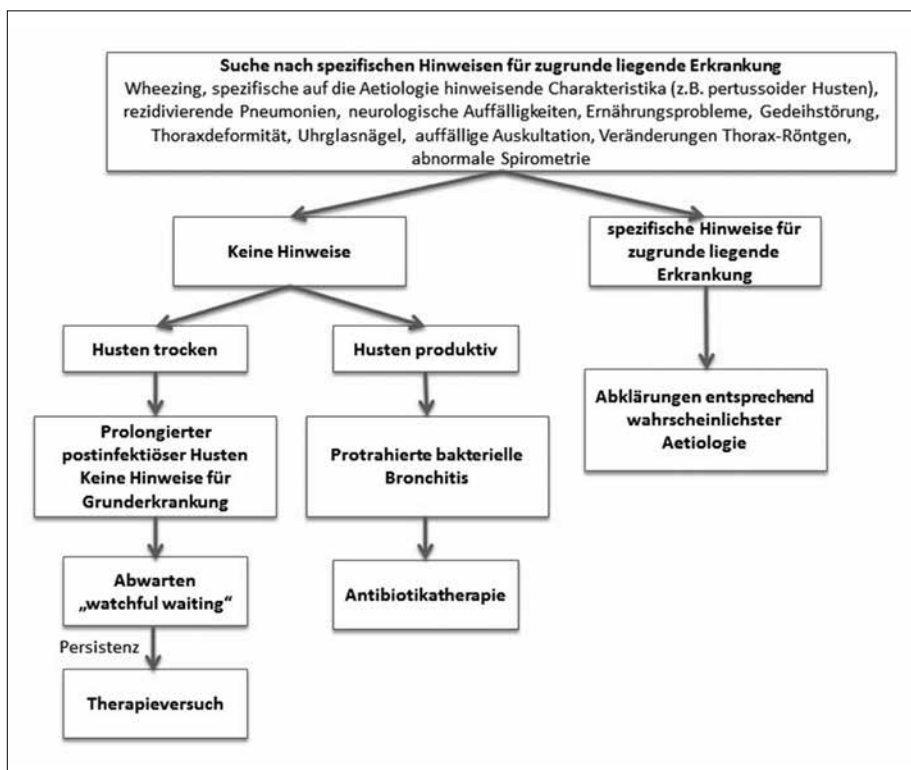 Suche nach spezifischen Hinweisen für zugrunde liegende Erkrankung
Wheezing, spezifische auf die Aetiologie hinweisende Charakteristika (z.B. pertussoider Husten),
rezidivierende Pneumonien, neurologische Auffälligkeiten, Ernährungsprobleme, Gedeihstörung,
Thoraxdeformität, Uhrglasnägel, auffällige Auskultation, Veränderungen Thorax-Röntgen,
abnormale Spirometrie
Keine Hinweise
spezifische Hinweise für
zugrunde liegende
Erkrankung
Husten trocken
Husten produktiv
Abklärungen entsprechend
wahrscheinlichster
Aetiologie
Prolongierter
postinfektiöser Husten
Keine Hinweise für
Grunderkrankung
Protrahierte bakterielle
Bronchitis
Abwarten
„watchful waiting“
Antibiotikatherapie
Persistenz
Therapieversuch